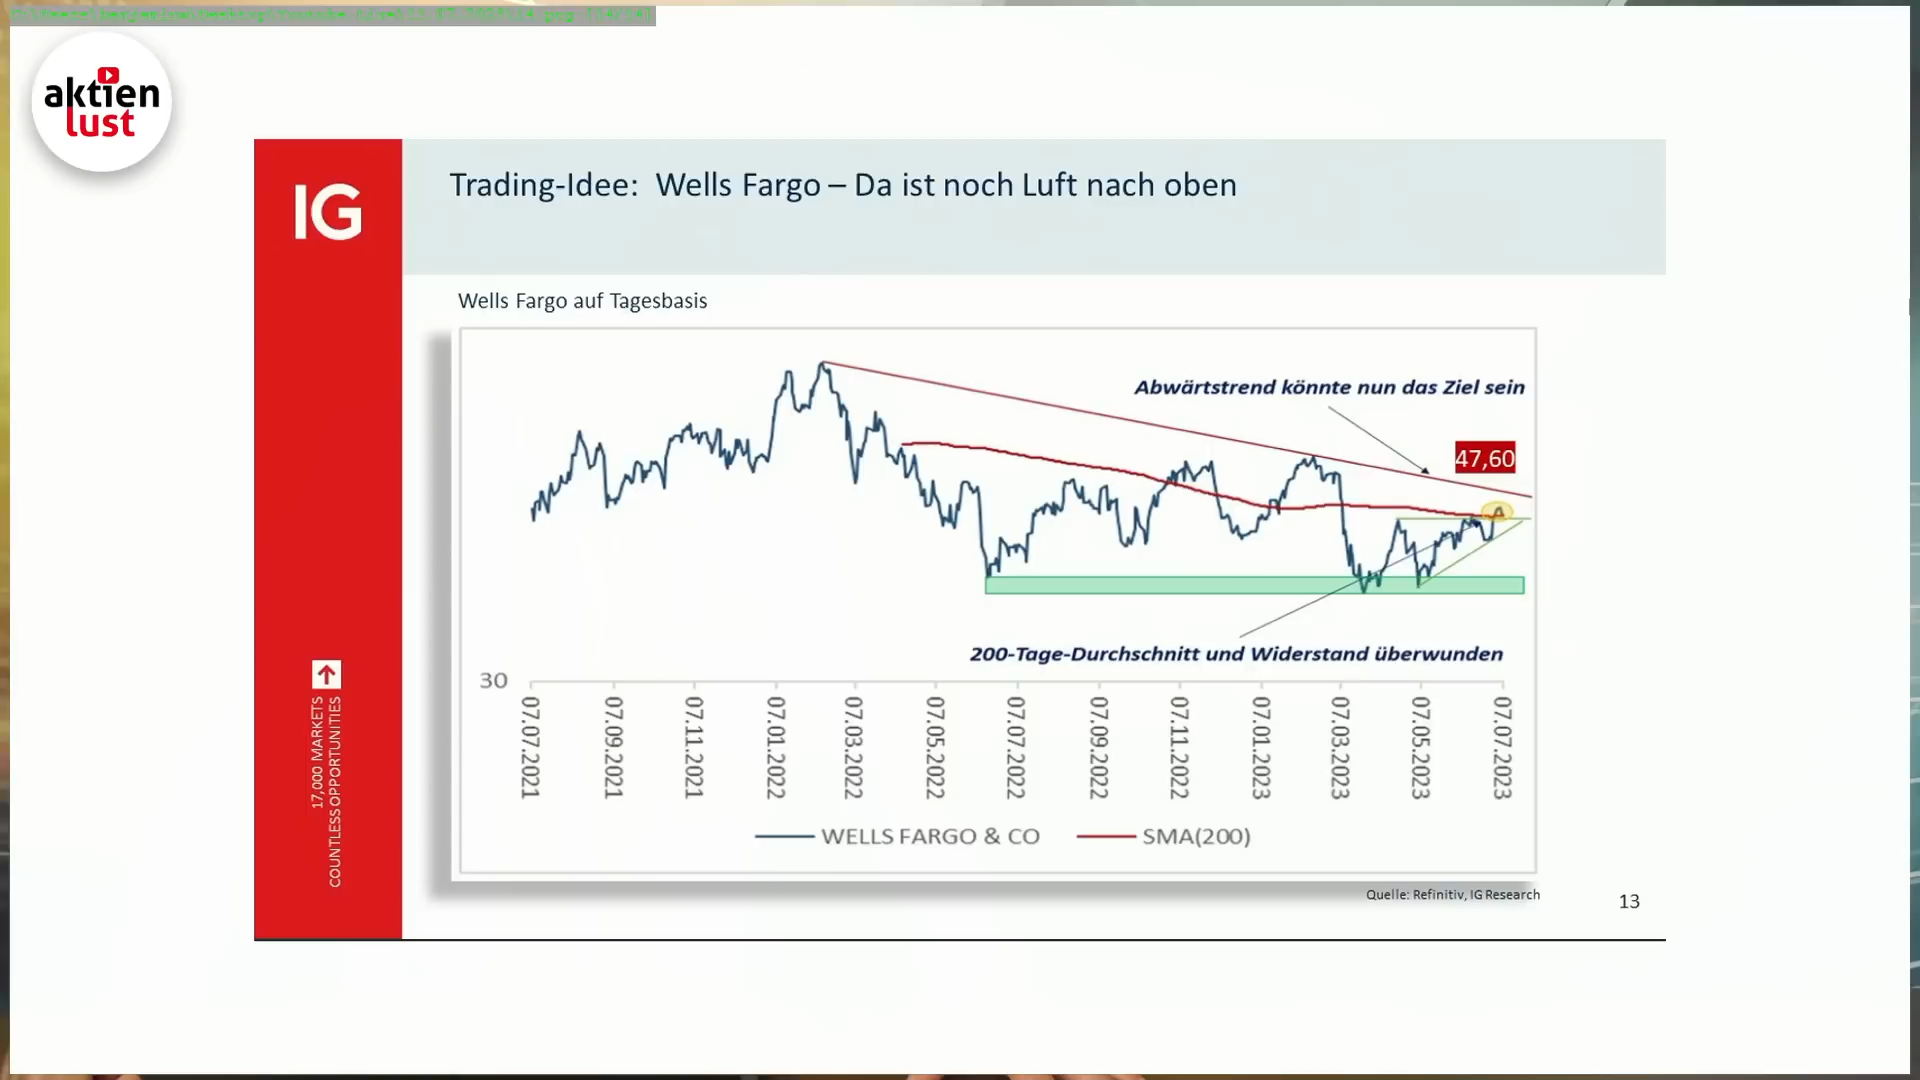 aktien
lust
IG
Trading-Idee: Wells Fargo – Da ist noch Luft nach oben
Wells Fargo auf Tagesbasis
Abwärtstrend könnte nun das Ziel sein
47,60
200-Tage-Durchschnitt und Widerstand überwunden
30
07.07.2021
07.09.2021
07.11.2021
07.01.2022
07.03.2022
07.05.2022
07.07.2022
07.09.2022
07.11.2022
07.01.2023
07.03.2023
07.05.2023
07.07.2023
WELLS FARGO & CO
SMA(200)
17,000 MARKETS
COUNTLESS OPPORTUNITIES
Quelle: Refinitiv, IG Research
13